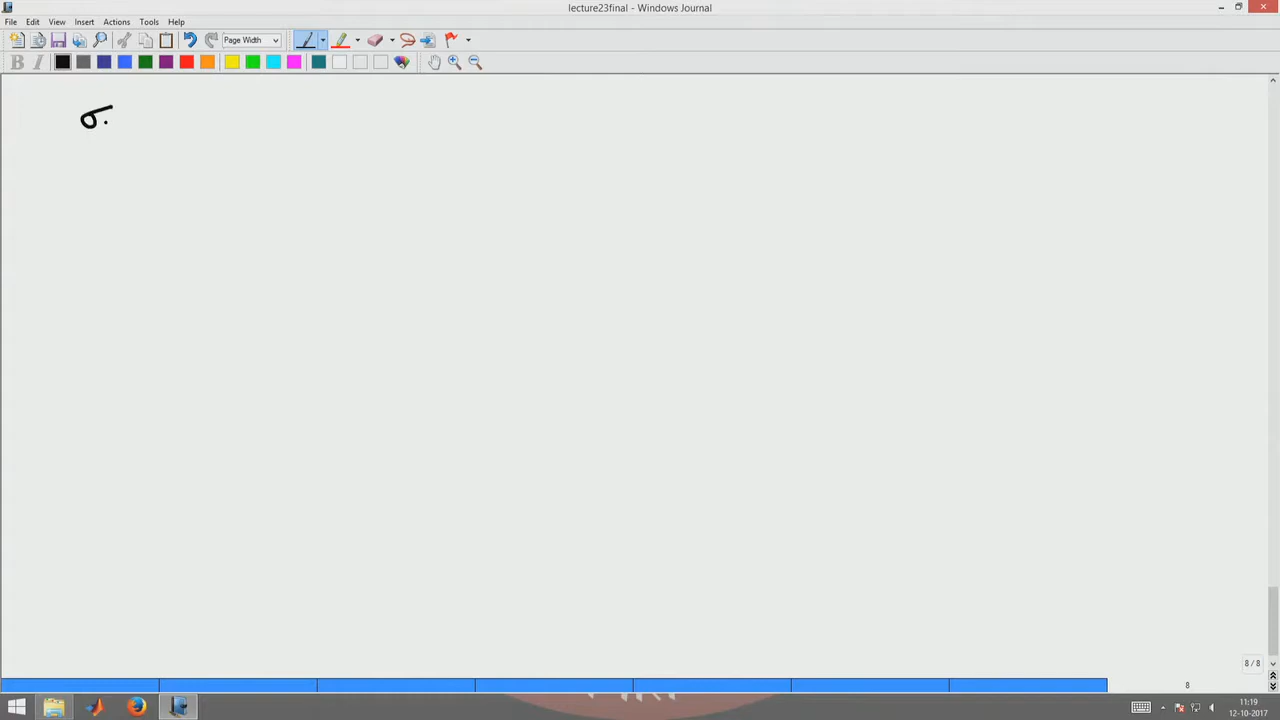 lecture23final - Windows Journal
File Edit View Insert Actions Tools Help
Page Width
B I
σ.
8 / 8
8
11:19
12-10-2017